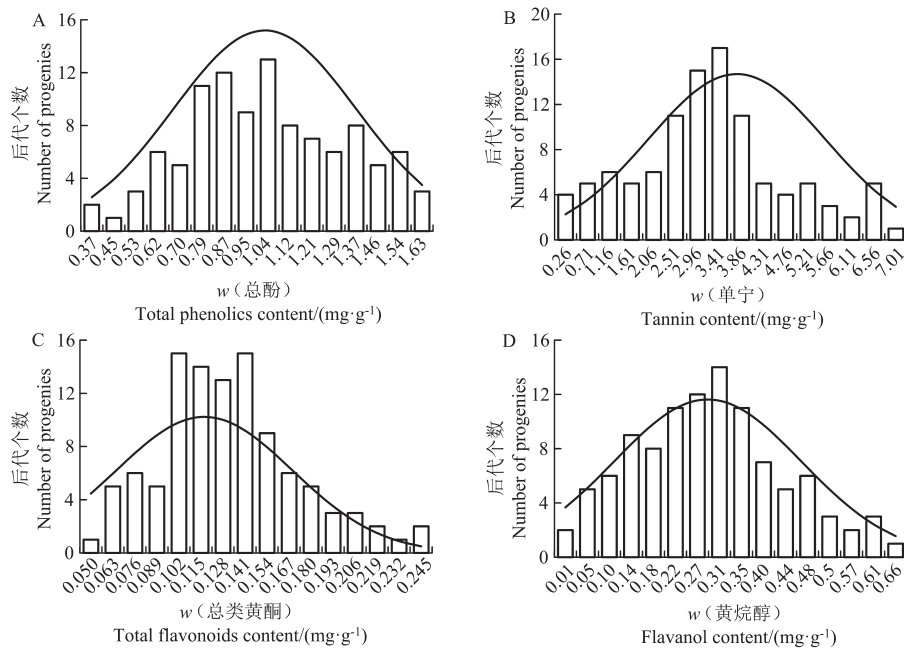 A
16
12
8
4
0
后代个数
Number of progenies
0.37 0.45 0.53 0.62 0.70 0.79 0.87 0.95 1.04 1.12 1.21 1.29 1.37 1.46 1.54 1.63
w（总酚）
Total phenolics content/(mg·g-1)
B
20
16
12
8
4
0
后代个数
Number of progenies
0.26 0.71 1.16 1.61 2.06 2.51 2.96 3.41 3.86 4.31 4.76 5.21 5.66 6.11 6.56 7.01
w（单宁）
Tannin content/(mg·g-1)
C
16
12
8
4
0
后代个数
Number of progenies
0.050 0.063 0.076 0.089 0.102 0.115 0.128 0.141 0.154 0.167 0.180 0.193 0.206 0.219 0.232 0.245
w（总类黄酮）
Total flavonoids content/(mg·g-1)
D
16
12
8
4
0
后代个数
Number of progenies
0.01 0.05 0.10 0.14 0.18 0.22 0.27 0.31 0.35 0.40 0.44 0.48 0.5 0.57 0.61 0.66
w（黄烷醇）
Flavanol content/(mg·g-1)